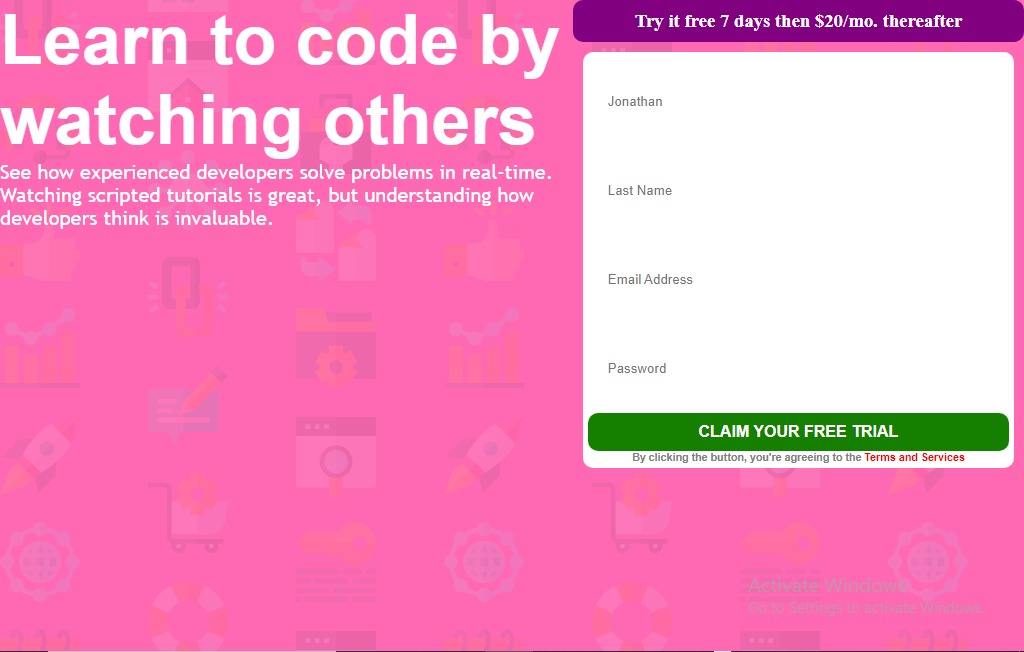 Learn to code by
watching others
See how experienced developers solve problems in real-time.
Watching scripted tutorials is great, but understanding how
developers think is invaluable.
Try it free 7 days then $20/mo. thereafter
Jonathan
Last Name
Email Address
Password
CLAIM YOUR FREE TRIAL
By clicking the button, you're agreeing to the Terms and Services
Activate Windows
Go to Settings to activate Windows.